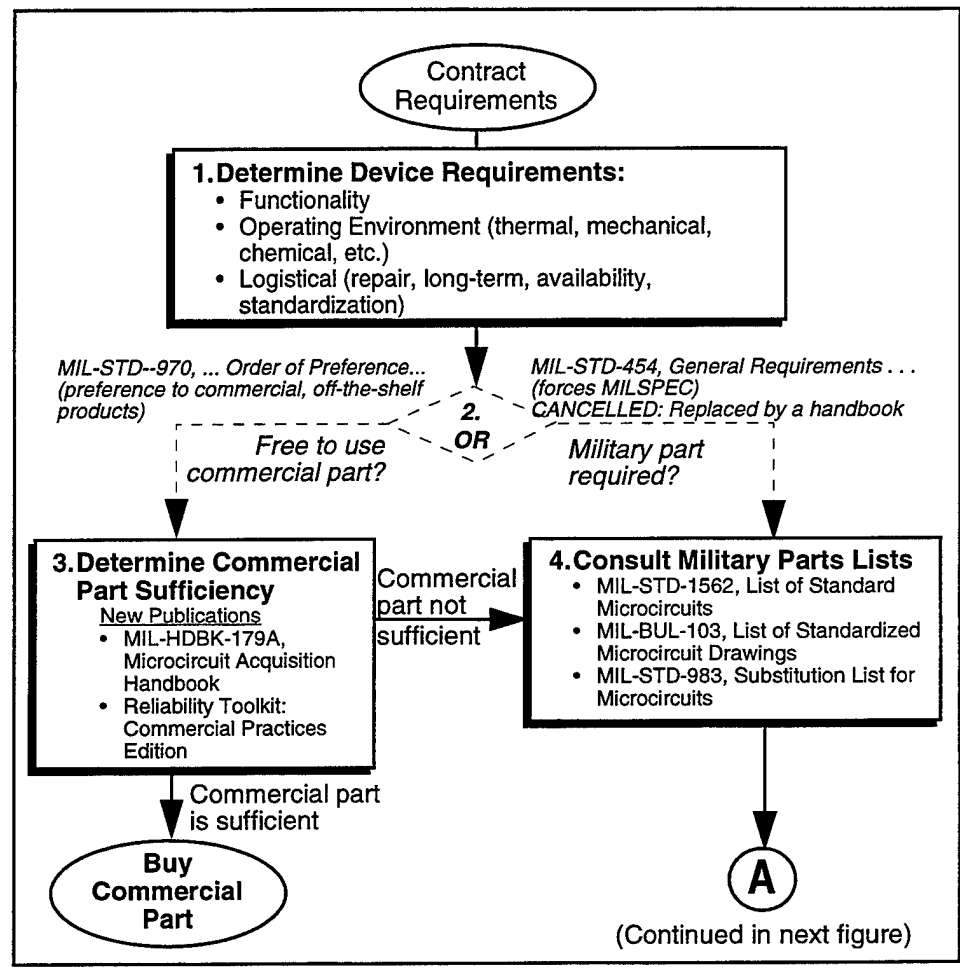 Contract
Requirements
1. Determine Device Requirements:
• Functionality
• Operating Environment (thermal, mechanical,
chemical, etc.)
• Logistical (repair, long-term, availability,
standardization)
MIL-STD--970, ... Order of Preference...
(preference to commercial, off-the-shelf
products)
MIL-STD-454, General Requirements . . .
(forces MILSPEC)
CANCELLED: Replaced by a handbook
2.
OR
Free to use
commercial part?
Military part
required?
3. Determine Commercial
Part Sufficiency
New Publications
• MIL-HDBK-179A,
Microcircuit Acquisition
Handbook
• Reliability Toolkit:
Commercial Practices
Edition
Commercial
part not
sufficient
4. Consult Military Parts Lists
• MIL-STD-1562, List of Standard
Microcircuits
• MIL-BUL-103, List of Standardized
Microcircuit Drawings
• MIL-STD-983, Substitution List for
Microcircuits
Commercial part
is sufficient
Buy
Commercial
Part
A
(Continued in next figure)